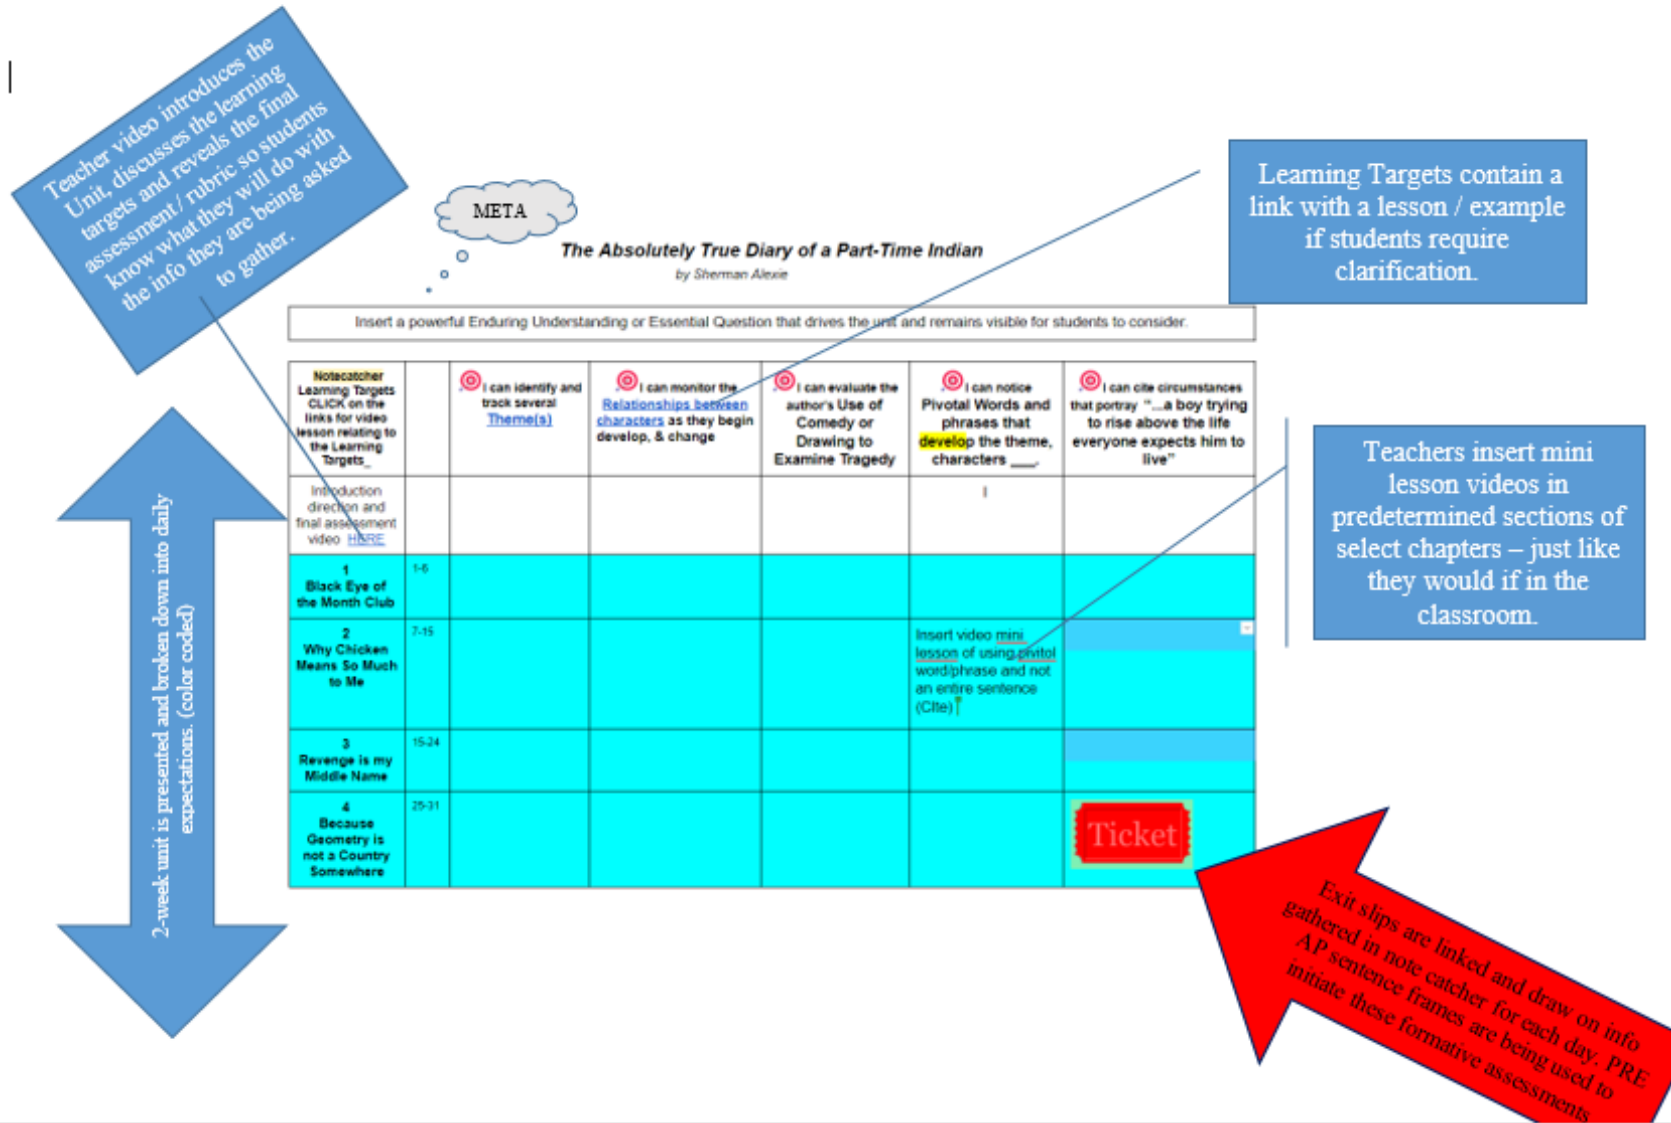 Teacher video introduces the
Unit, discusses the learning
targets and reveals the final
assessment / rubric so students
know what they will do with
the info they are being asked
to gather.
META
The Absolutely True Diary of a Part-Time Indian
by Sherman Alexie
Insert a powerful Enduring Understanding or Essential Question that drives the unit and remains visible for students to consider.
Learning Targets contain a
link with a lesson / example
if students require
clarification.
Notecatcher
Learning Targets
CLICK on the
links for video
lesson relating to
the Learning
Targets_
I can identify and
track several
Theme(s)
I can monitor the
Relationships between
characters as they begin
develop, & change
I can evaluate the
author's Use of
Comedy or
Drawing to
Examine Tragedy
I can notice
Pivotal Words and
phrases that
develop the theme,
characters ___.
I can cite circumstances
that portray "...a boy trying
to rise above the life
everyone expects him to
live"
Introduction
direction and
final assessment
video HERE
1
Black Eye of
the Month Club
1-6
2
Why Chicken
Means So Much
to Me
7-15
Insert video mini
lesson of using pivitol
word/phrase and not
an entire sentence
(CIte)
3
Revenge is my
Middle Name
15-24
4
Because
Geometry is
not a Country
Somewhere
25-31
Ticket
Teachers insert mini
lesson videos in
predetermined sections of
select chapters – just like
they would if in the
classroom.
2-week unit is presented and broken down into daily
expectations. (color coded)
Exit slips are linked and draw on info
gathered in note catcher for each day. PRE
AP sentence frames are being used to
initiate these formative assessments